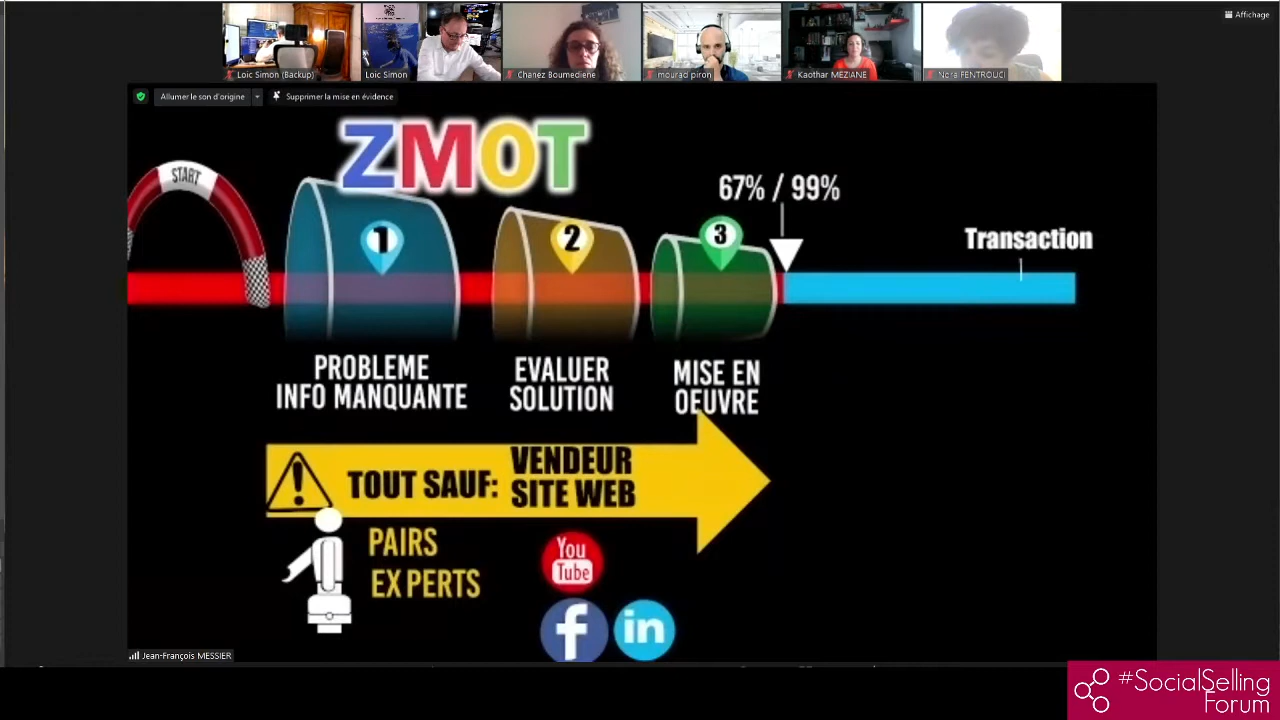 Affichage
Loic Simon (Backup)
Loic Simon
Chanez Boumediene
mourad piron
Kaothar MEZIANE
Nora FENTROUCI
Allumer le son d'origine
Supprimer la mise en évidence
ZMOT
START
1
2
3
67% / 99%
Transaction
PROBLEME
INFO MANQUANTE
EVALUER
SOLUTION
MISE EN
OEUVRE
TOUT SAUF:
VENDEUR
SITE WEB
PAIRS
EXPERTS
You
Tube
f
in
Jean-François MESSIER
#SocialSelling
Forum